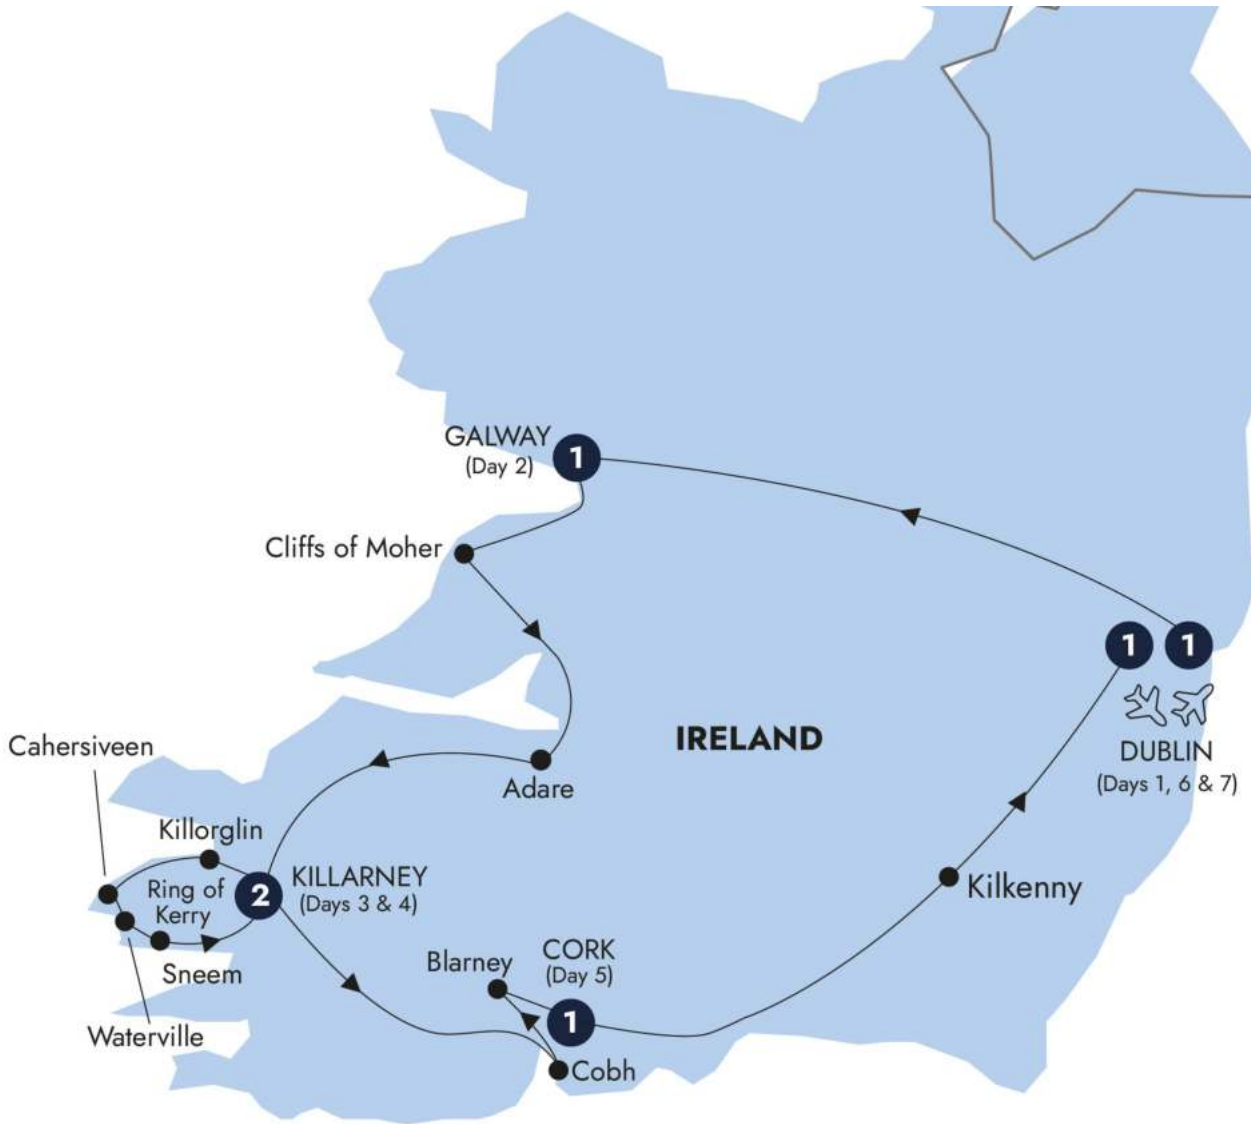 GALWAY
(Day 2)
1
Cliffs of Moher
1
1
IRELAND
DUBLIN
(Days 1, 6 & 7)
Cahersiveen
Adare
Killorglin
Ring of
Kerry
2
KILLARNEY
(Days 3 & 4)
Kilkenny
Sneem
Waterville
Blarney
CORK
(Day 5)
1
Cobh